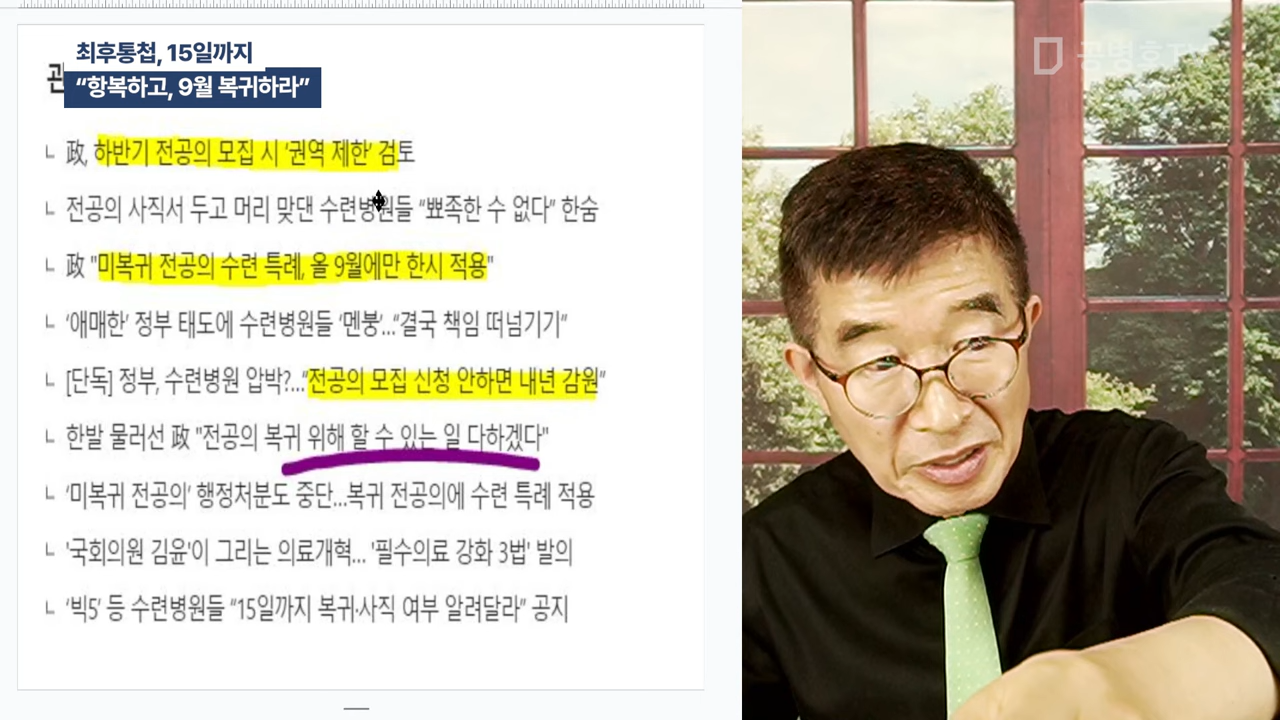 최후통첩, 15일까지
“항복하고, 9월 복귀하라”
ㄴ 政, 하반기 전공의 모집 시 ‘권역 제한’ 검토
ㄴ 전공의 사직서 두고 머리 맞댄 수련병원들 “뾰족한 수 없다” 한숨
ㄴ 政 "미복귀 전공의 수련 특례, 올 9월에만 한시 적용"
ㄴ ‘애매한’ 정부 태도에 수련병원들 ‘멘붕’…“결국 책임 떠넘기기”
ㄴ [단독] 정부, 수련병원 압박?…“전공의 모집 신청 안하면 내년 감원”
ㄴ 한발 물러선 政 "전공의 복귀 위해 할 수 있는 일 다하겠다"
ㄴ ‘미복귀 전공의’ 행정처분도 중단…복귀 전공의에 수련 특례 적용
ㄴ '국회의원 김윤'이 그리는 의료개혁… '필수의료 강화 3법' 발의
ㄴ ‘빅5’ 등 수련병원들 “15일까지 복귀·사직 여부 알려달라” 공지